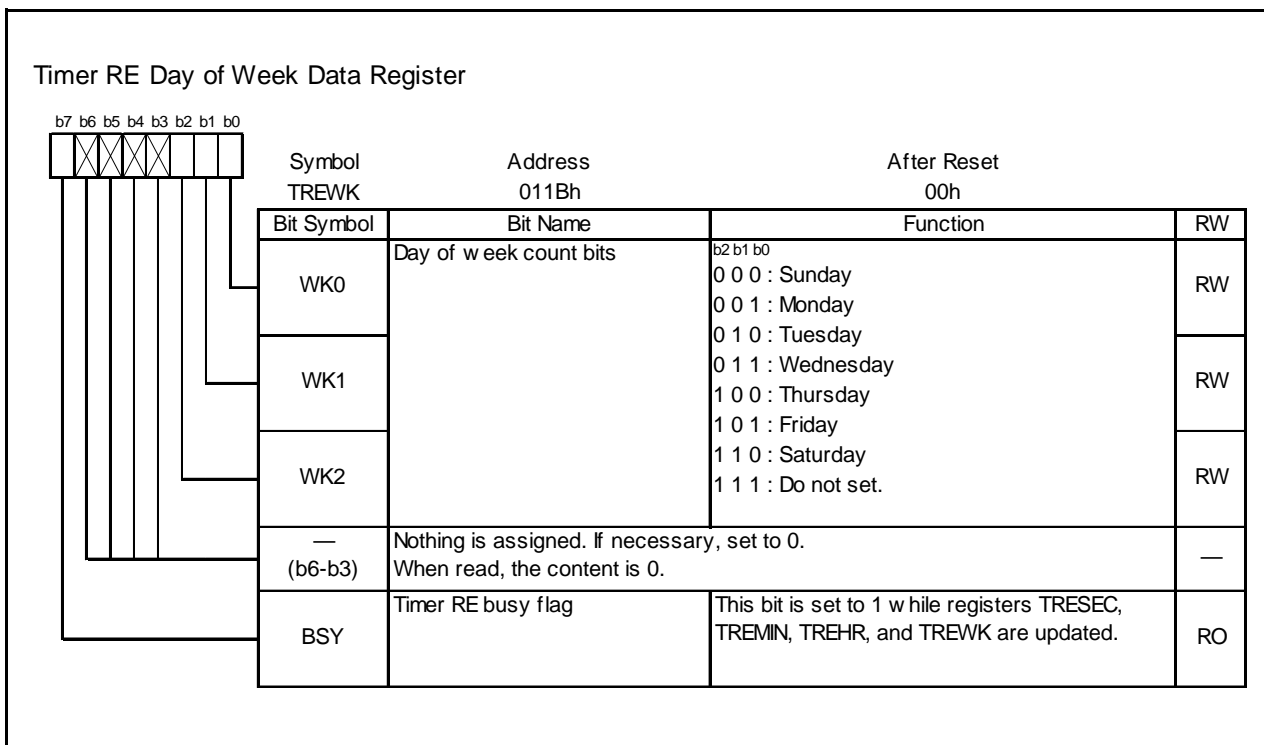 Timer RE Day of Week Data Register
b7 b6 b5 b4 b3 b2 b1 b0
Symbol Address After Reset
TREWK 011Bh 00h
Bit Symbol Bit Name Function RW
WK0 Day of week count bits b2 b1 b0
0 0 0 : Sunday
0 0 1 : Monday RW
0 1 0 : Tuesday
WK1 0 1 1 : Wednesday RW
1 0 0 : Thursday
1 0 1 : Friday
WK2 1 1 0 : Saturday RW
1 1 1 : Do not set.
— Nothing is assigned. If necessary, set to 0. —
(b6-b3) When read, the content is 0.
BSY Timer RE busy flag This bit is set to 1 while registers TRESEC, RO
TREMIN, TREHR, and TREWK are updated.